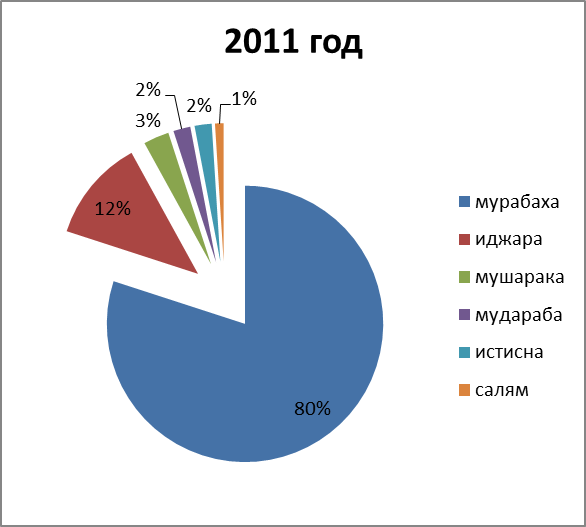 2011 год
2%
2%
1%
3%
12%
80%
мурабаха
иджара
мушарака
мудараба
истисна
салям